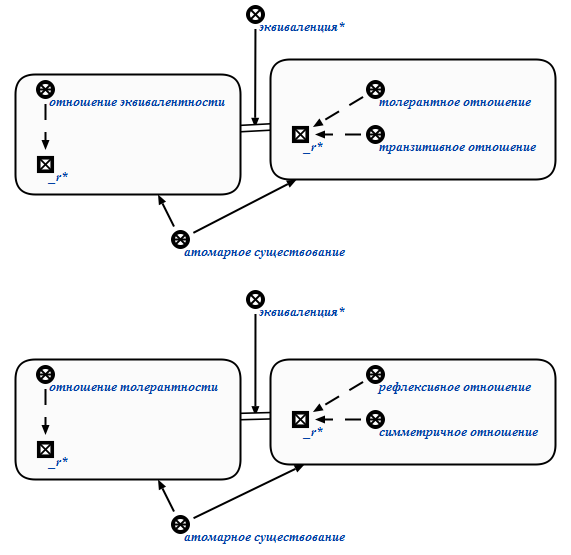 эквиваленция*
отношение эквивалентности
толерантное отношение
_r*
транзитивное отношение
_r*
атомарное существование
эквиваленция*
отношение толерантности
рефлексивное отношение
_r*
симметричное отношение
_r*
атомарное существование